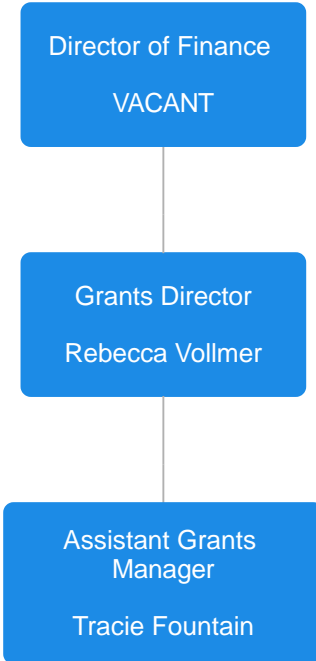 Director of Finance
VACANT
Grants Director
Rebecca Vollmer
Assistant Grants
Manager
Tracie Fountain